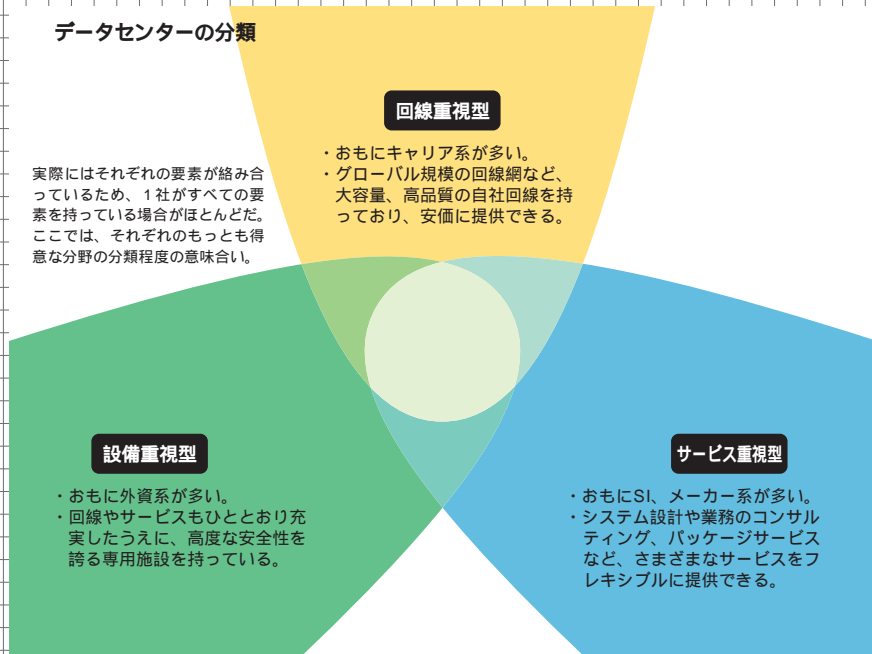 データセンターの分類
実際にはそれぞれの要素が絡み合
っているため、1社がすべての要
素を持っている場合がほとんどだ。
ここでは、それぞれのもっとも得
意な分野の分類程度の意味合い。
回線重視型
・おもにキャリア系が多い。
・グローバル規模の回線網など、
大容量、高品質の自社回線を持
っており、安価に提供できる。
設備重視型
・おもに外資系が多い。
・回線やサービスもひととおり充
実したうえに、高度な安全性を
誇る専用施設を持っている。
サービス重視型
・おもにSI、メーカー系が多い。
・システム設計や業務のコンサル
ティング、パッケージサービス
など、さまざまなサービスをフ
レキシブルに提供できる。